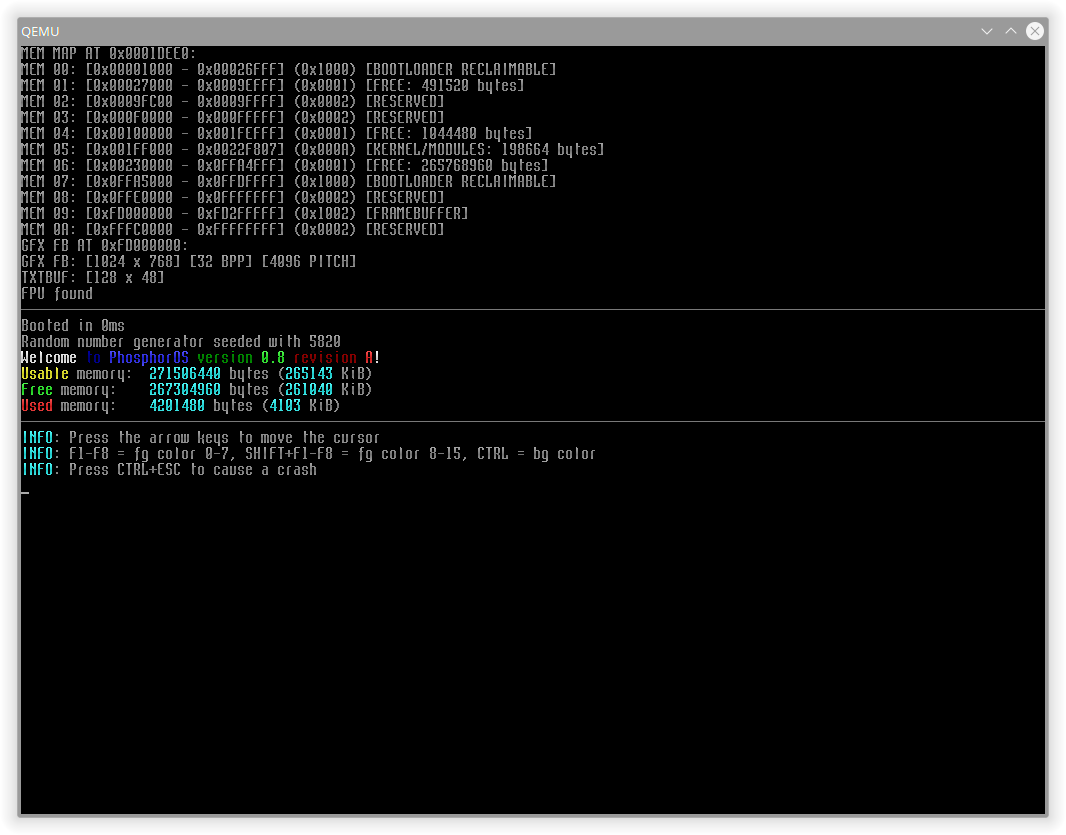 QEMU
MEM MAP AT 0x0001DEE0:
MEM 00: [0x00001000 - 0x00026FFF] (0x1000) [BOOTLOADER RECLAIMABLE]
MEM 01: [0x00027000 - 0x0009EFFF] (0x0001) [FREE: 491520 bytes]
MEM 02: [0x0009FC00 - 0x0009FFFF] (0x0002) [RESERVED]
MEM 03: [0x000F0000 - 0x000FFFFF] (0x0002) [RESERVED]
MEM 04: [0x00100000 - 0x001FEFFF] (0x0001) [FREE: 1044480 bytes]
MEM 05: [0x001FF000 - 0x0022F807] (0x000A) [KERNEL/MODULES: 198664 bytes]
MEM 06: [0x00230000 - 0x0FFA4FFF] (0x0001) [FREE: 265768960 bytes]
MEM 07: [0x0FFA5000 - 0x0FFDFFFF] (0x1000) [BOOTLOADER RECLAIMABLE]
MEM 08: [0x0FFE0000 - 0x0FFFFFFF] (0x0002) [RESERVED]
MEM 09: [0xFD000000 - 0xFD2FFFFF] (0x1002) [FRAMEBUFFER]
MEM 0A: [0xFFFC0000 - 0xFFFFFFFF] (0x0002) [RESERVED]
GFX FB AT 0xFD000000:
GFX FB: [1024 x 768] [32 BPP] [4096 PITCH]
TXTBUF: [128 x 48]
FPU found
Booted in 0ms
Random number generator seeded with 5820
Welcome to PhosphorOS version 0.8 revision A!
Usable memory: 271506440 bytes (265143 KiB)
Free memory: 267304960 bytes (261040 KiB)
Used memory: 4201480 bytes (4103 KiB)
INFO: Press the arrow keys to move the cursor
INFO: F1-F8 = fg color 0-7, SHIFT+F1-F8 = fg color 8-15, CTRL = bg color
INFO: Press CTRL+ESC to cause a crash